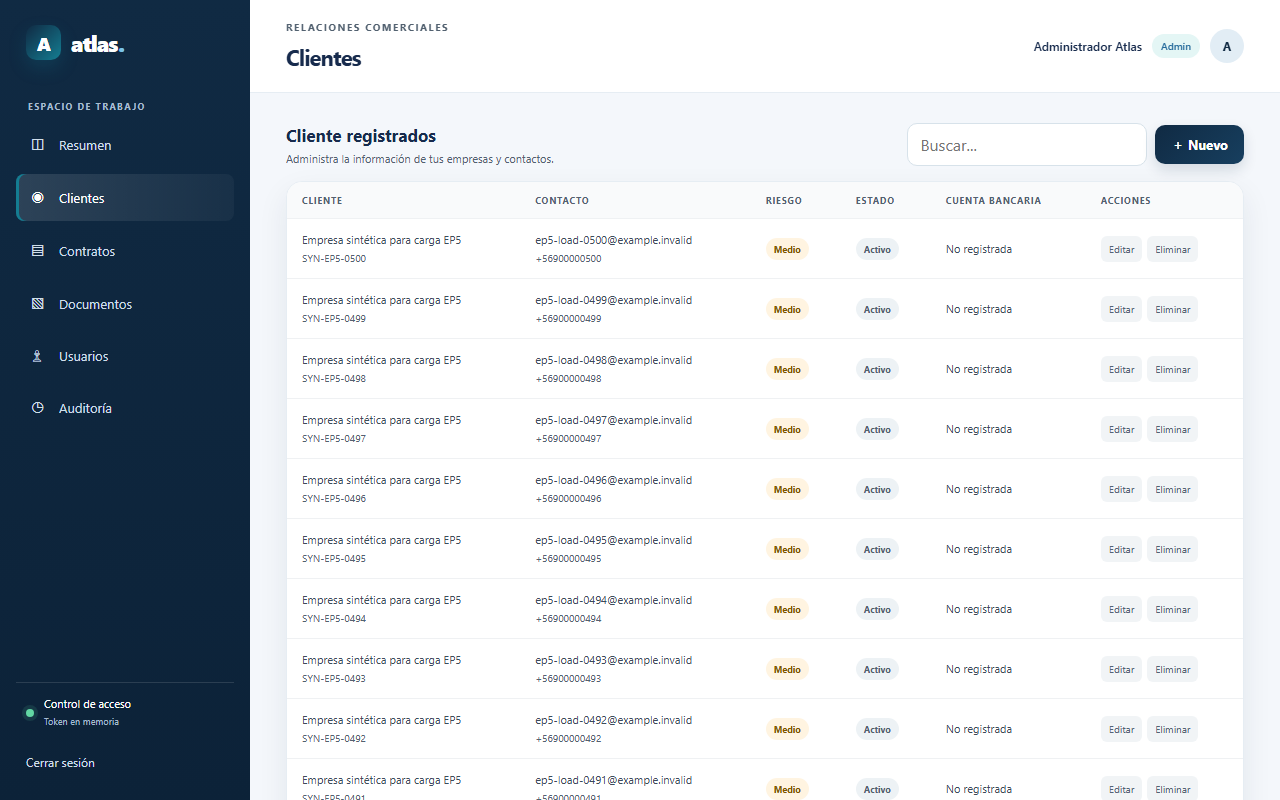 A atlas.
ESPACIO DE TRABAJO
Resumen
Clientes
Contratos
Documentos
Usuarios
Auditoría
Control de acceso
Token en memoria
Cerrar sesión
RELACIONES COMERCIALES
Clientes
Administrador Atlas Admin A
Cliente registrados
Administra la información de tus empresas y contactos.
Buscar... + Nuevo
CLIENTE CONTACTO RIESGO ESTADO CUENTA BANCARIA ACCIONES
Empresa sintética para carga EP5 ep5-load-0500@example.invalid Medio Activo No registrada Editar Eliminar
SYN-EP5-0500 +56900000500
Empresa sintética para carga EP5 ep5-load-0499@example.invalid Medio Activo No registrada Editar Eliminar
SYN-EP5-0499 +56900000499
Empresa sintética para carga EP5 ep5-load-0498@example.invalid Medio Activo No registrada Editar Eliminar
SYN-EP5-0498 +56900000498
Empresa sintética para carga EP5 ep5-load-0497@example.invalid Medio Activo No registrada Editar Eliminar
SYN-EP5-0497 +56900000497
Empresa sintética para carga EP5 ep5-load-0496@example.invalid Medio Activo No registrada Editar Eliminar
SYN-EP5-0496 +56900000496
Empresa sintética para carga EP5 ep5-load-0495@example.invalid Medio Activo No registrada Editar Eliminar
SYN-EP5-0495 +56900000495
Empresa sintética para carga EP5 ep5-load-0494@example.invalid Medio Activo No registrada Editar Eliminar
SYN-EP5-0494 +56900000494
Empresa sintética para carga EP5 ep5-load-0493@example.invalid Medio Activo No registrada Editar Eliminar
SYN-EP5-0493 +56900000493
Empresa sintética para carga EP5 ep5-load-0492@example.invalid Medio Activo No registrada Editar Eliminar
SYN-EP5-0492 +56900000492
Empresa sintética para carga EP5 ep5-load-0491@example.invalid Medio Activo No registrada Editar Eliminar
SYN-EP5-0491 +56900000491